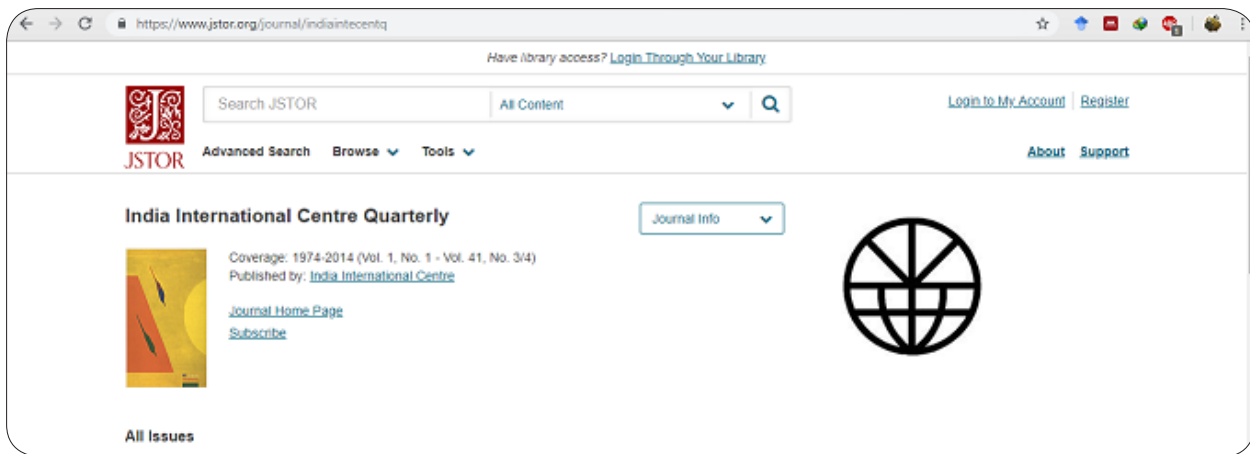 https://www.jstor.org/journal/indiaintecentq
Have library access? Login Through Your Library
JSTOR
Search JSTOR All Content
Login to My Account Register
Advanced Search Browse Tools
About Support
India International Centre Quarterly
Journal Info
Coverage: 1974-2014 (Vol. 1, No. 1 - Vol. 41, No. 3/4)
Published by: India International Centre
Journal Home Page
Subscribe
All Issues